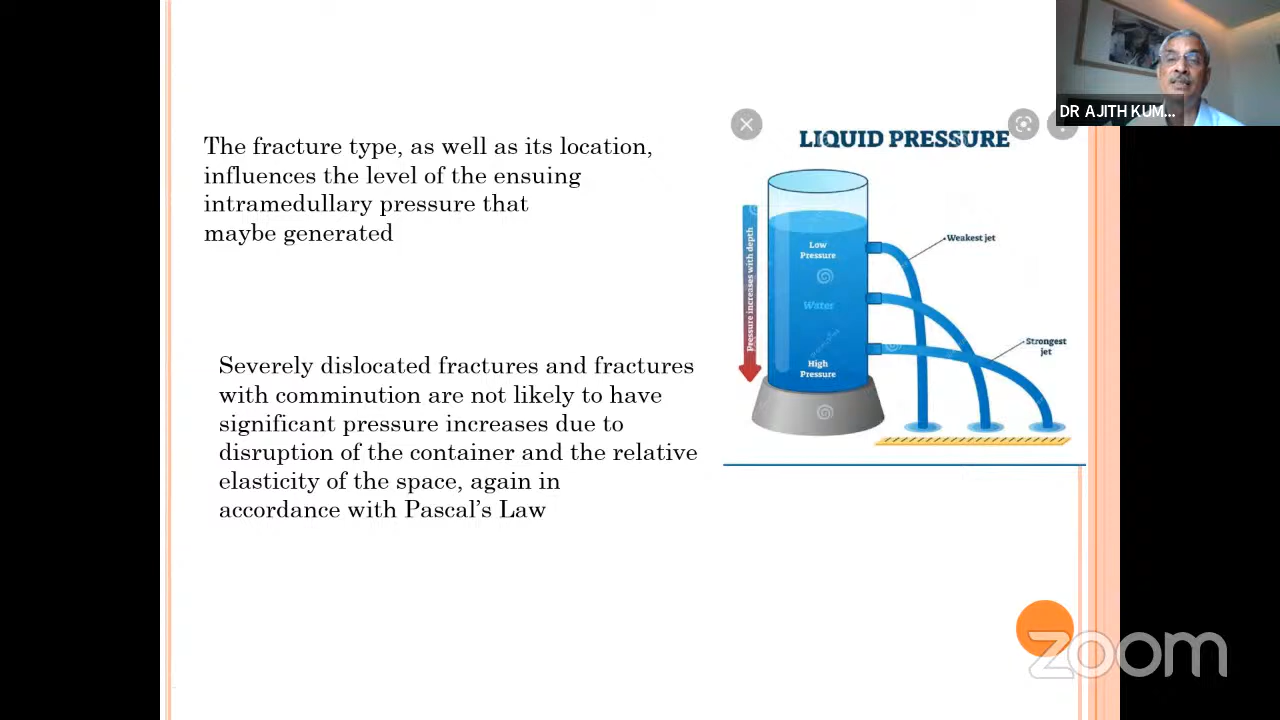 DR AJITH KUM...
The fracture type, as well as its location,
influences the level of the ensuing
intramedullary pressure that
maybe generated
Severely dislocated fractures and fractures
with comminution are not likely to have
significant pressure increases due to
disruption of the container and the relative
elasticity of the space, again in
accordance with Pascal's Law
LIQUID PRESSURE
Pressure increases with depth
Low
Pressure
Water
High
Pressure
Weakest jet
Strongest
jet
zoom